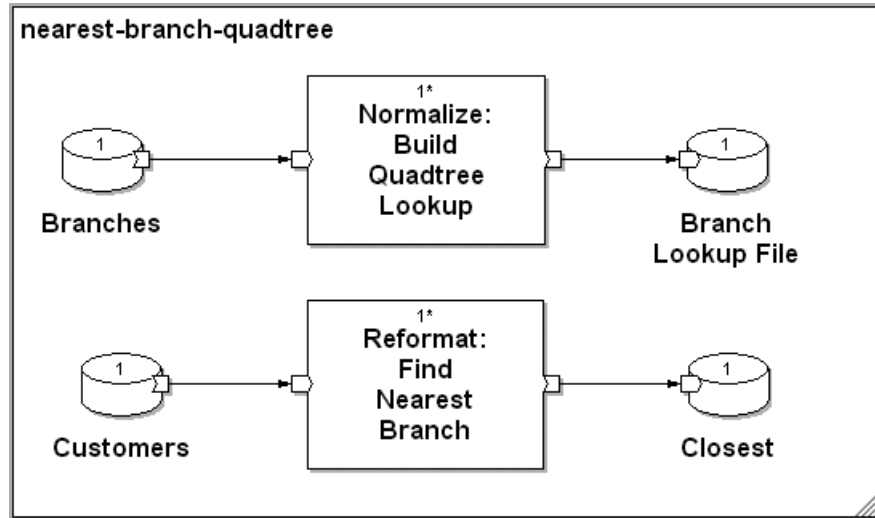 nearest-branch-quadtree
1
Branches
1*
Normalize:
Build
Quadtree
Lookup
1
Branch
Lookup File
1
Customers
1*
Reformat:
Find
Nearest
Branch
1
Closest